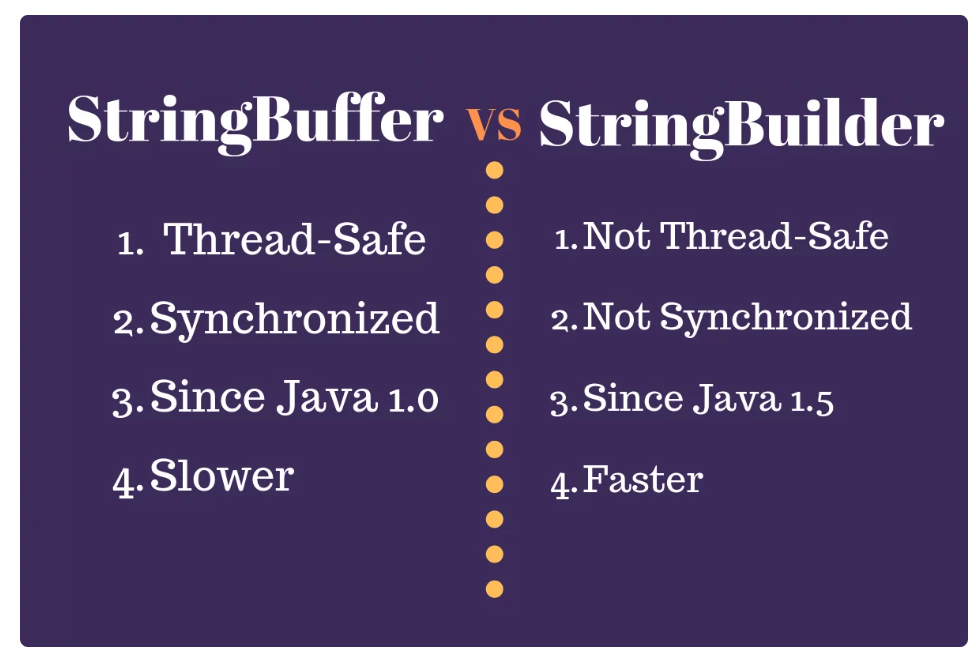 StringBuffer vs StringBuilder
1. Thread-Safe
2. Synchronized
3. Since Java 1.0
4. Slower
1. Not Thread-Safe
2. Not Synchronized
3. Since Java 1.5
4. Faster